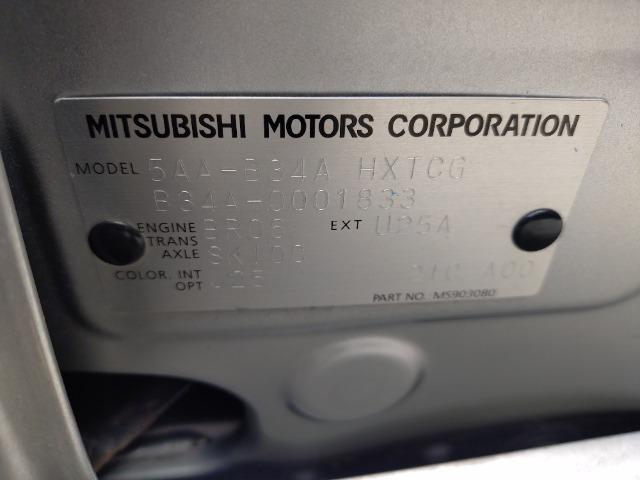 MITSUBISHI MOTORS CORPORATION
MODEL 5AA-B34A HXTCG
B34A-0001833
ENGINE BR06 EXT U25A
TRANS
AXLE
COLOR. INT
OPT
PART NO.: MS903080